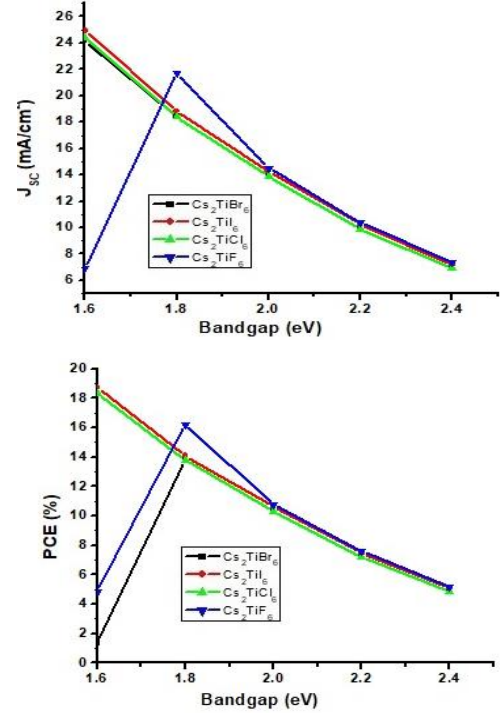 26
24
22
20
18
16
14
12
10
8
6
J_SC (mA/cm²)
Cs₂TiBr₆
Cs₂TiI₆
Cs₂TiCl₆
Cs₂TiF₆
1.6 1.8 2.0 2.2 2.4
Bandgap (eV)
20
18
16
14
12
10
8
6
4
2
0
PCE (%)
Cs₂TiBr₆
Cs₂TiI₆
Cs₂TiCl₆
Cs₂TiF₆
1.6 1.8 2.0 2.2 2.4
Bandgap (eV)